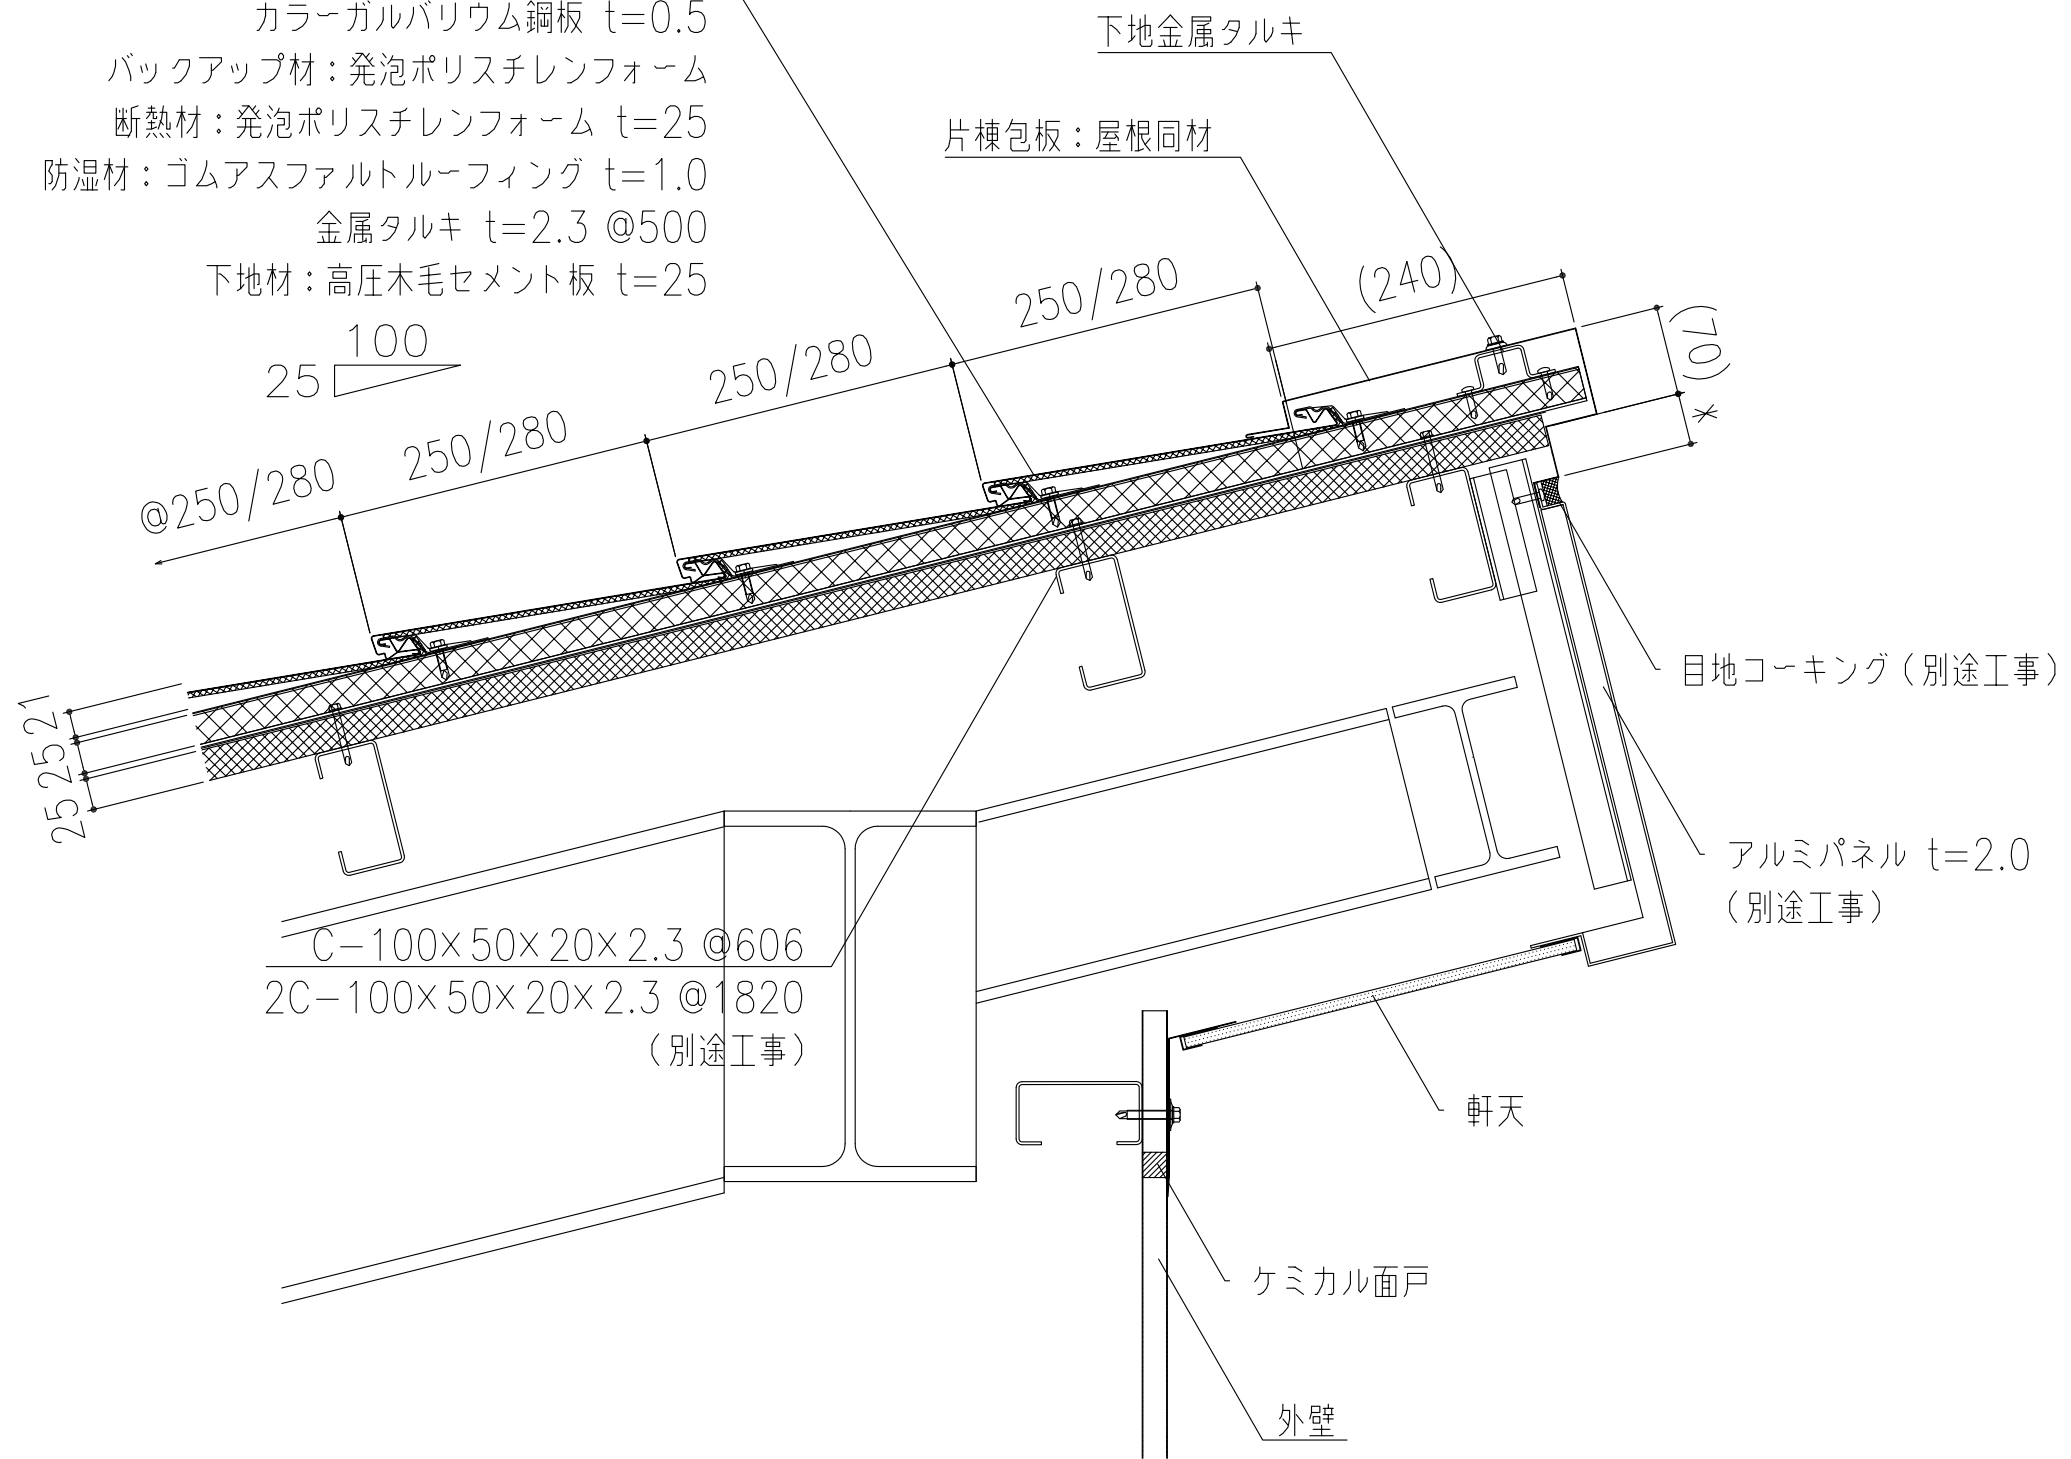 カラーガルバリウム鋼板 t=0.5
バックアップ材：発泡ポリスチレンフォーム
断熱材：発泡ポリスチレンフォーム t=25
防湿材：ゴムアスファルトルーフィング t=1.0
金属タルキ t=2.3 @500
下地材：高圧木毛セメント板 t=25
下地金属タルキ
片棟包板：屋根同材
100
25
@250/280
250/280
250/280
250/280
(240)
(70)
*
21
25
25
25
目地コーキング（別途工事）
アルミパネル t=2.0
（別途工事）
C-100×50×20×2.3 @606
2C-100×50×20×2.3 @1820
（別途工事）
軒天
ケミカル面戸
外壁